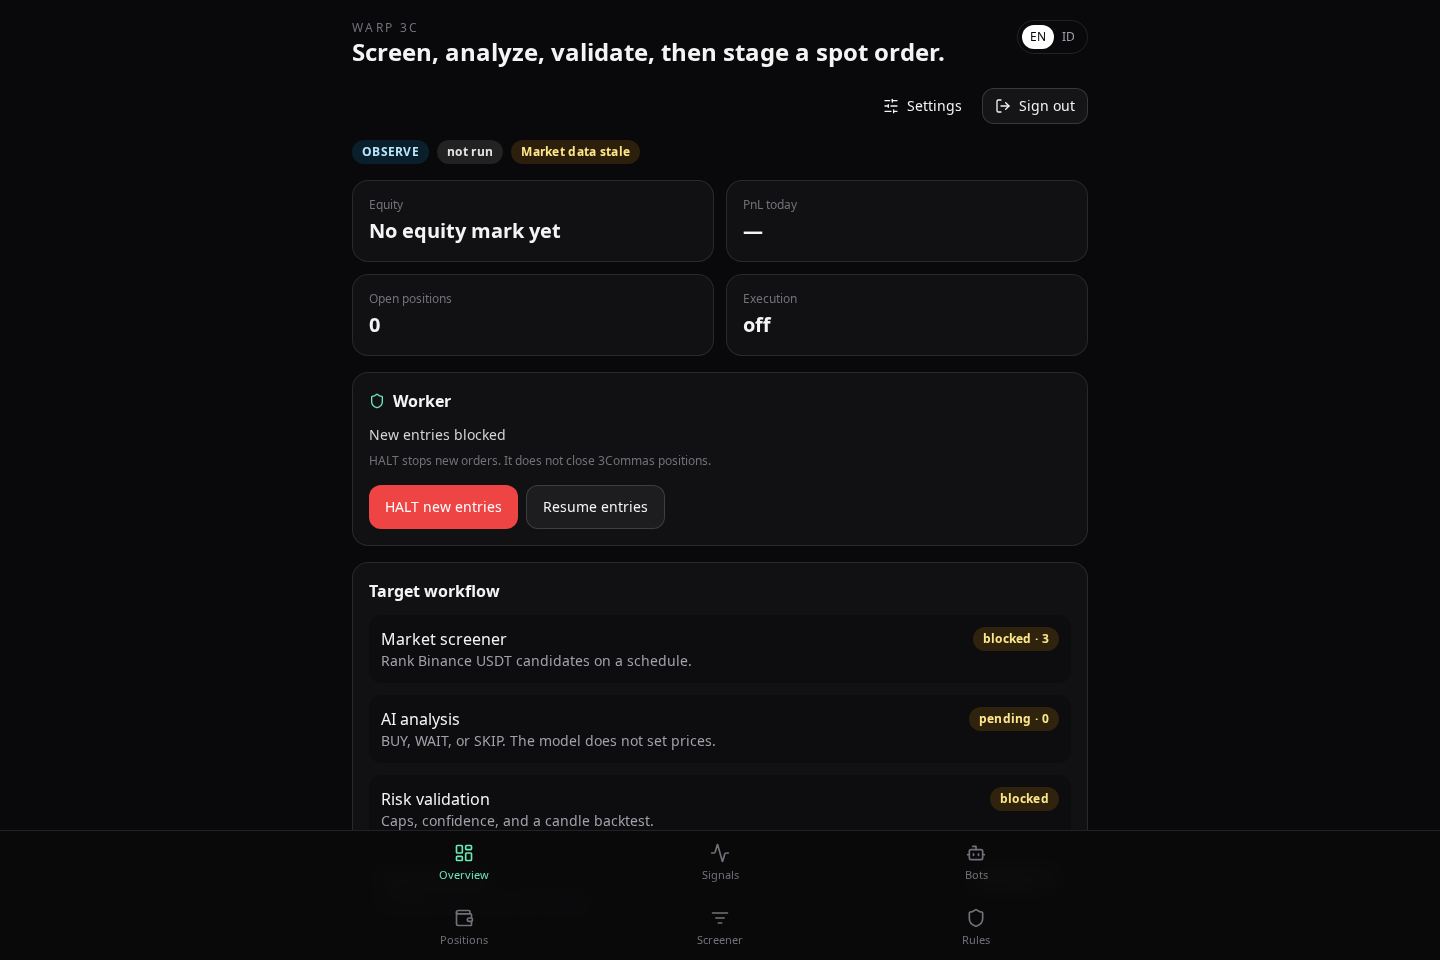 WARP 3C
Screen, analyze, validate, then stage a spot order.
EN ID
Settings
Sign out
OBSERVE
not run
Market data stale
Equity
No equity mark yet
PnL today
—
Open positions
0
Execution
off
Worker
New entries blocked
HALT stops new orders. It does not close 3Commas positions.
HALT new entries
Resume entries
Target workflow
Market screener
blocked · 3
Rank Binance USDT candidates on a schedule.
AI analysis
pending · 0
BUY, WAIT, or SKIP. The model does not set prices.
Risk validation
blocked
Caps, confidence, and a candle backtest.
Overview
Signals
Bots
Positions
Screener
Rules